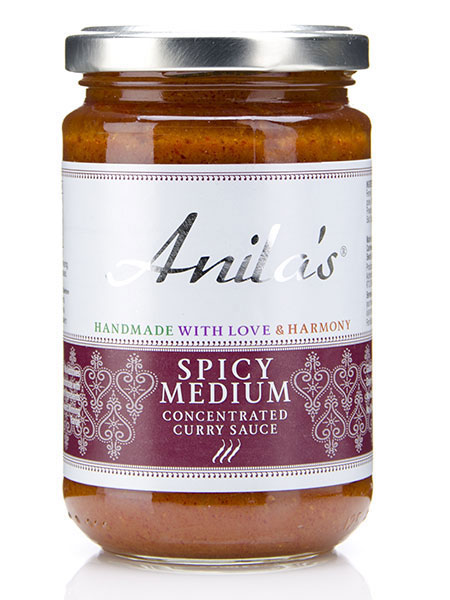 Anila's®
HANDMADE WITH LOVE & HARMONY
SPICY
MEDIUM
CONCENTRATED
CURRY SAUCE